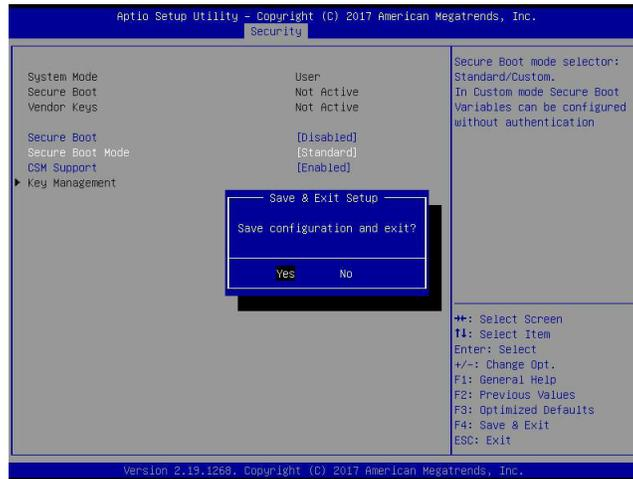 Aptio Setup Utility – Copyright (C) 2017 American Megatrends, Inc.
Security
System Mode User
Secure Boot Not Active
Vendor Keys Not Active
Secure Boot [Disabled]
Secure Boot Mode [Standard]
CSM Support [Enabled]
Key Management
Save & Exit Setup
Save configuration and exit?
Yes No
Secure Boot mode selector:
Standard/Custom.
In Custom mode Secure Boot
Variables can be configured
without authentication
→←: Select Screen
↑↓: Select Item
Enter: Select
+/-: Change Opt.
F1: General Help
F2: Previous Values
F3: Optimized Defaults
F4: Save & Exit
ESC: Exit
Version 2.19.1268. Copyright (C) 2017 American Megatrends, Inc.